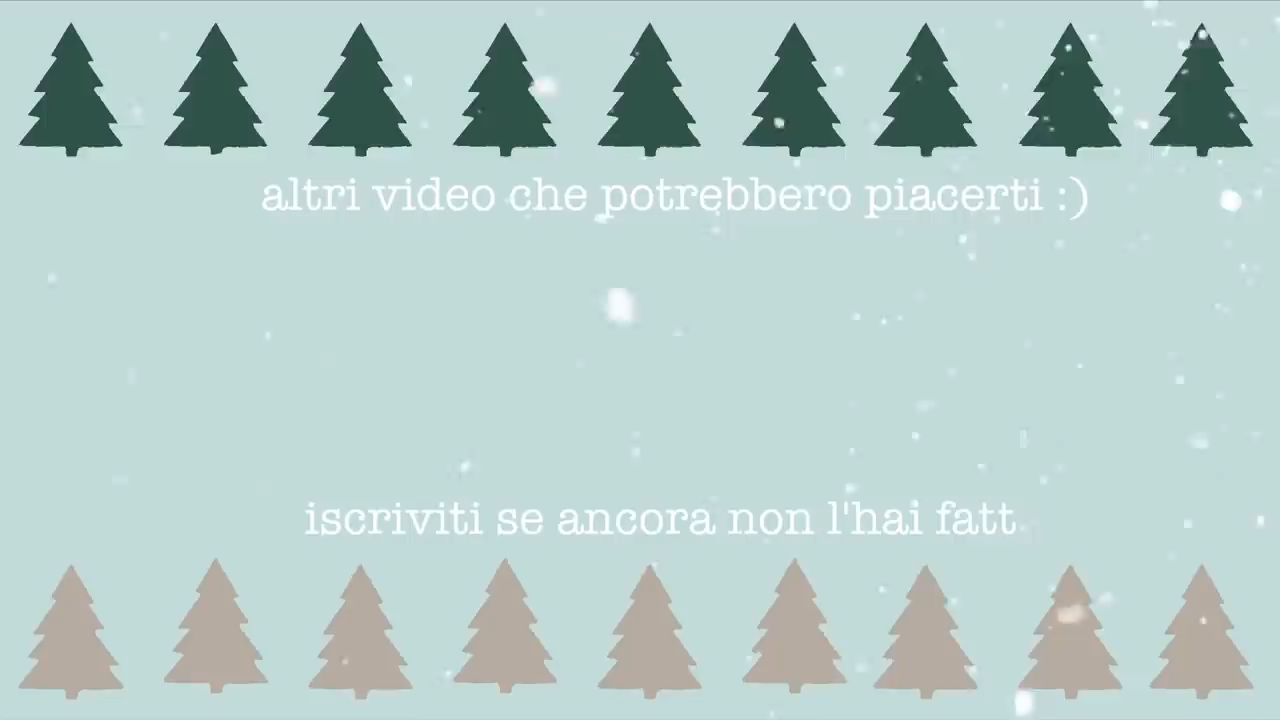 altri video che potrebbero piacerti :)
iscriviti se ancora non l'hai fatt